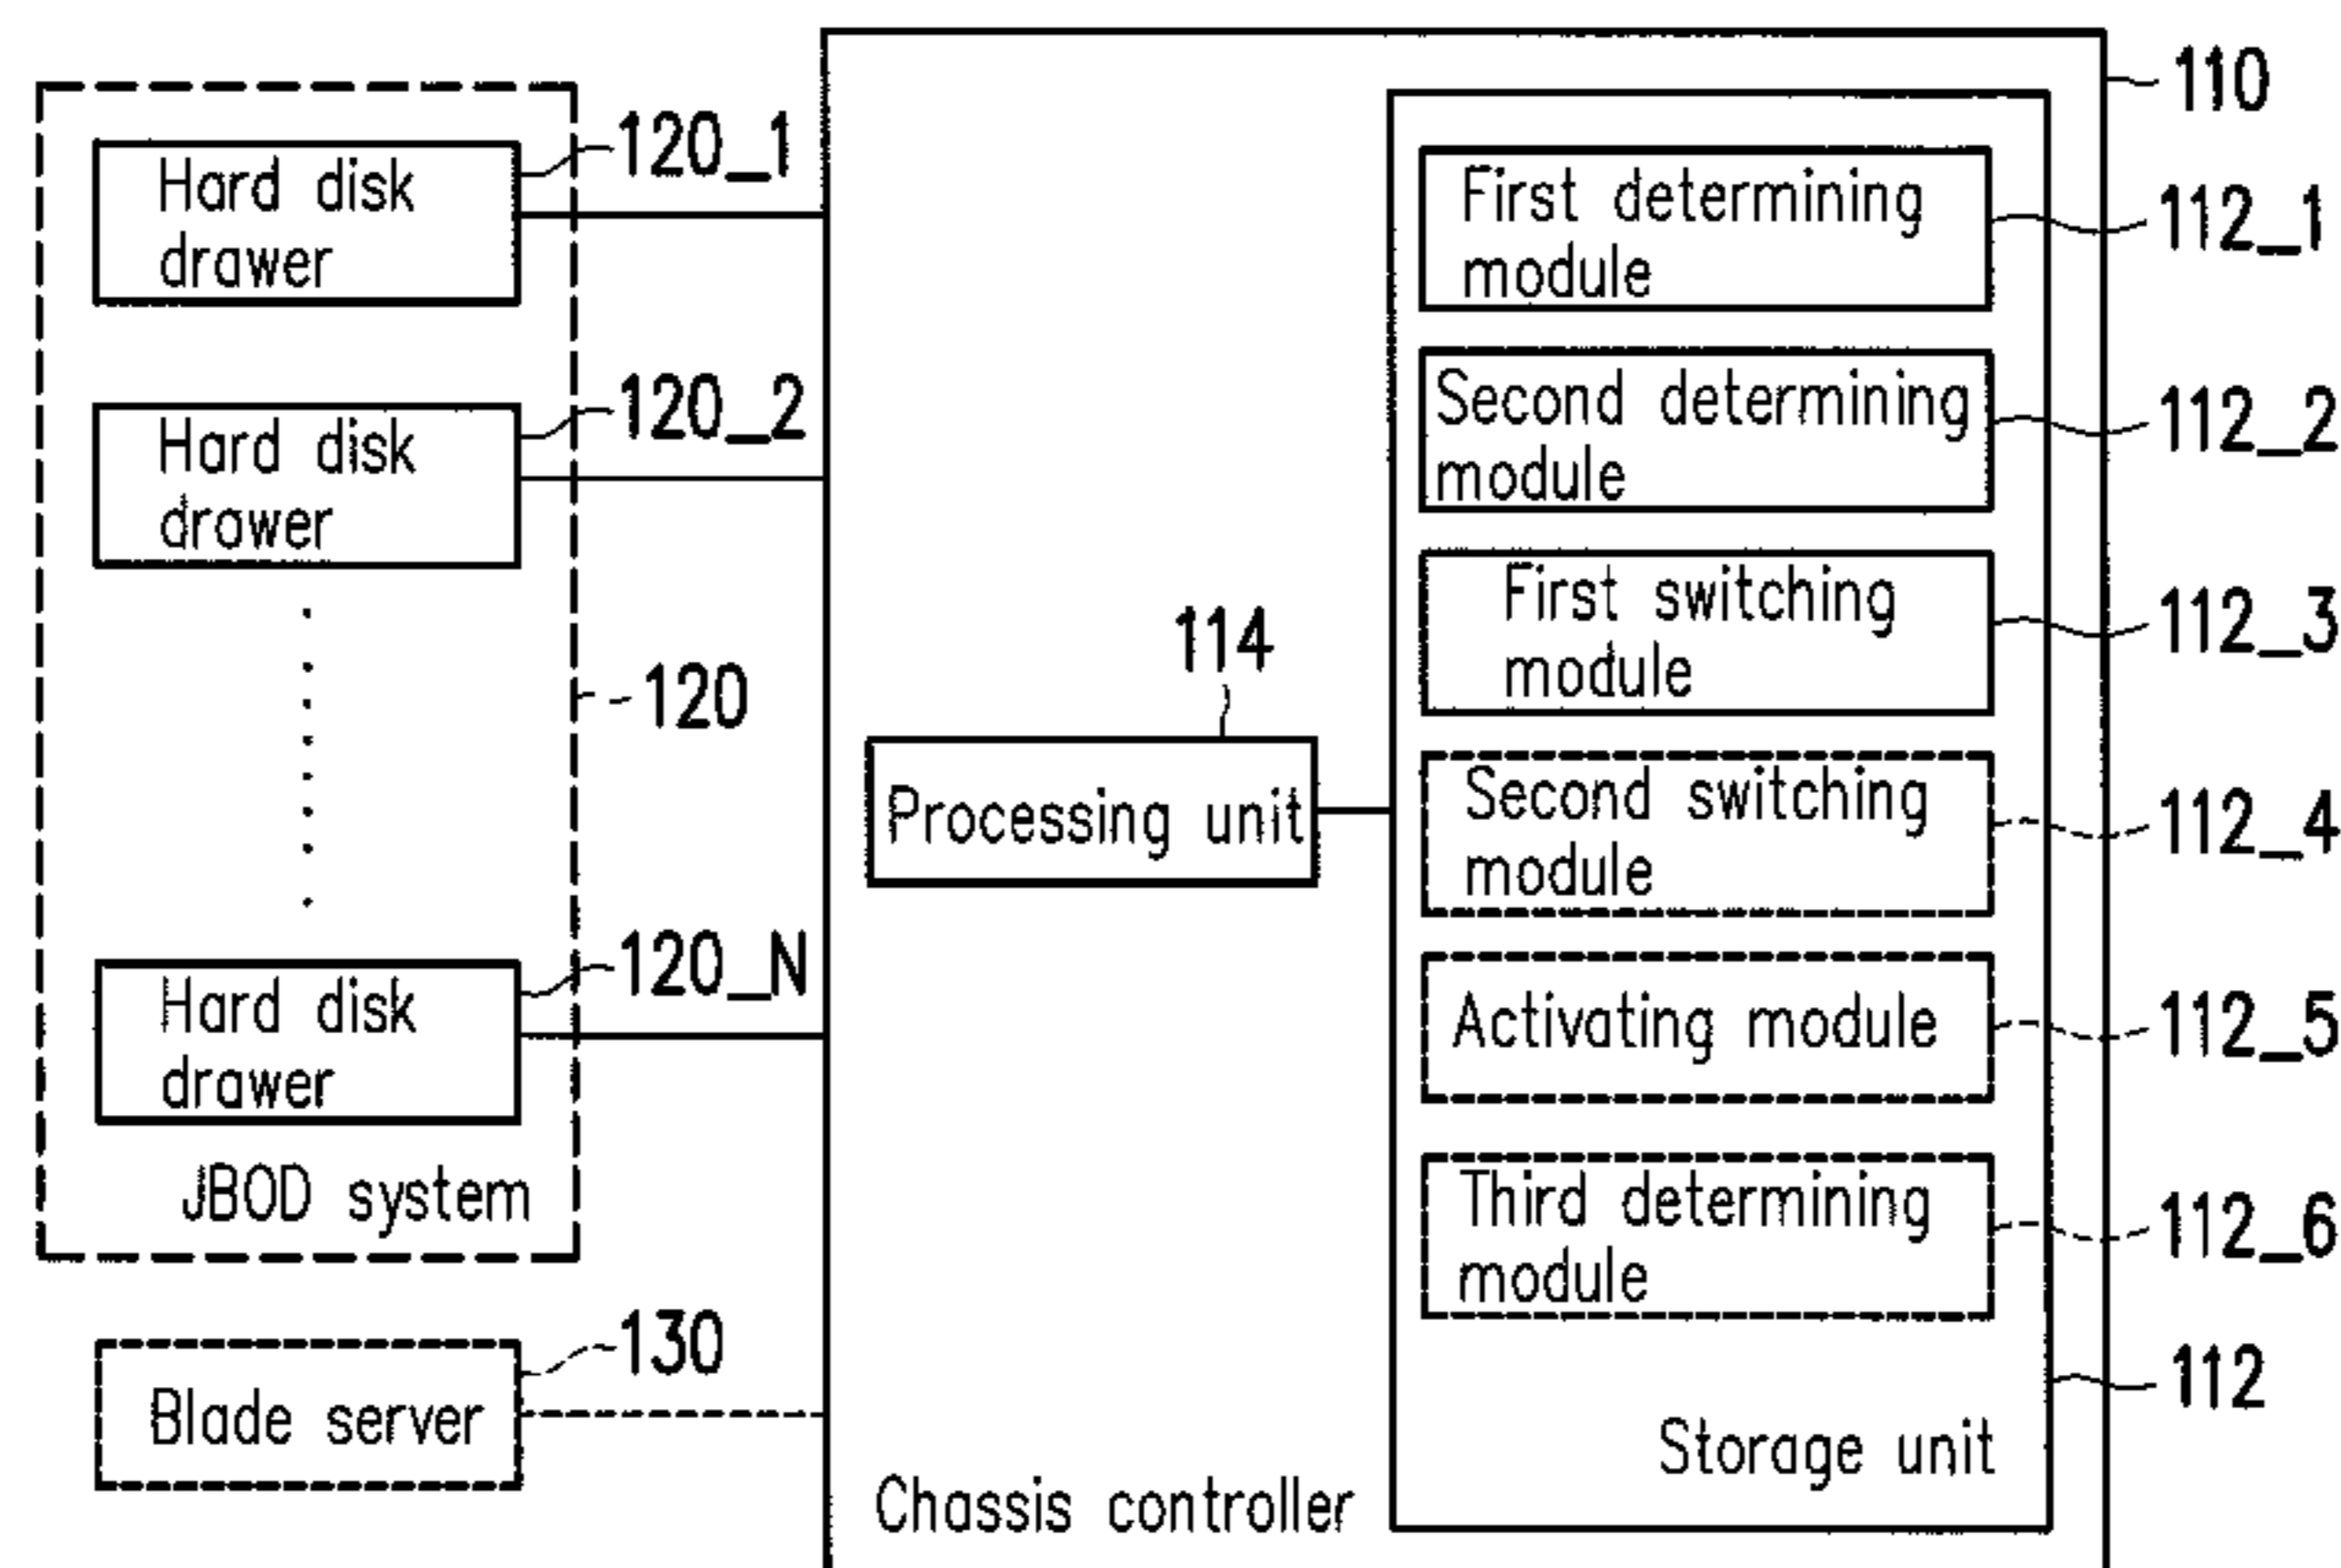 110
120_1
Hard disk
drawer
First determining
module
112_1
120_2
Hard disk
drawer
Second determining
module
112_2
First switching
module
112_3
114
120
Processing unit
Second switching
module
112_4
120_N
Hard disk
drawer
Activating module
112_5
JBOD system
Third determining
module
112_6
130
Blade server
112
Storage unit
Chassis controller